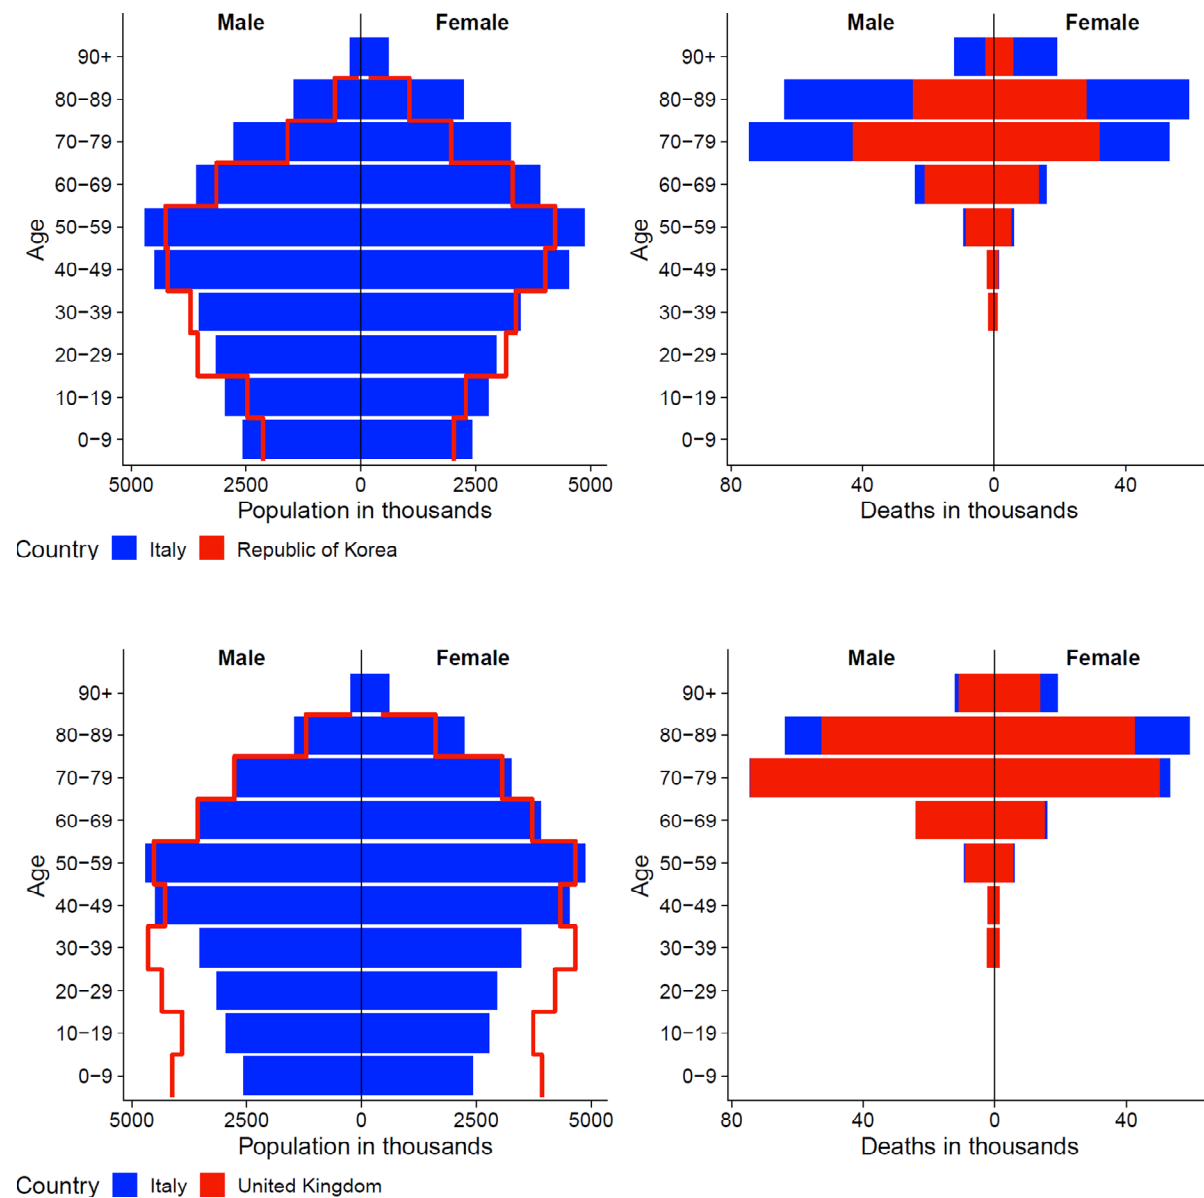 Male Female
90+
80−89
70−79
60−69
50−59
40−49
30−39
20−29
10−19
0−9
Age
5000 2500 0 2500 5000
Population in thousands
Male Female
90+
80−89
70−79
60−69
50−59
40−49
30−39
20−29
10−19
0−9
Age
80 40 0 40
Deaths in thousands
Country Italy Republic of Korea
Male Female
90+
80−89
70−79
60−69
50−59
40−49
30−39
20−29
10−19
0−9
Age
5000 2500 0 2500 5000
Population in thousands
Male Female
90+
80−89
70−79
60−69
50−59
40−49
30−39
20−29
10−19
0−9
Age
80 40 0 40
Deaths in thousands
Country Italy United Kingdom